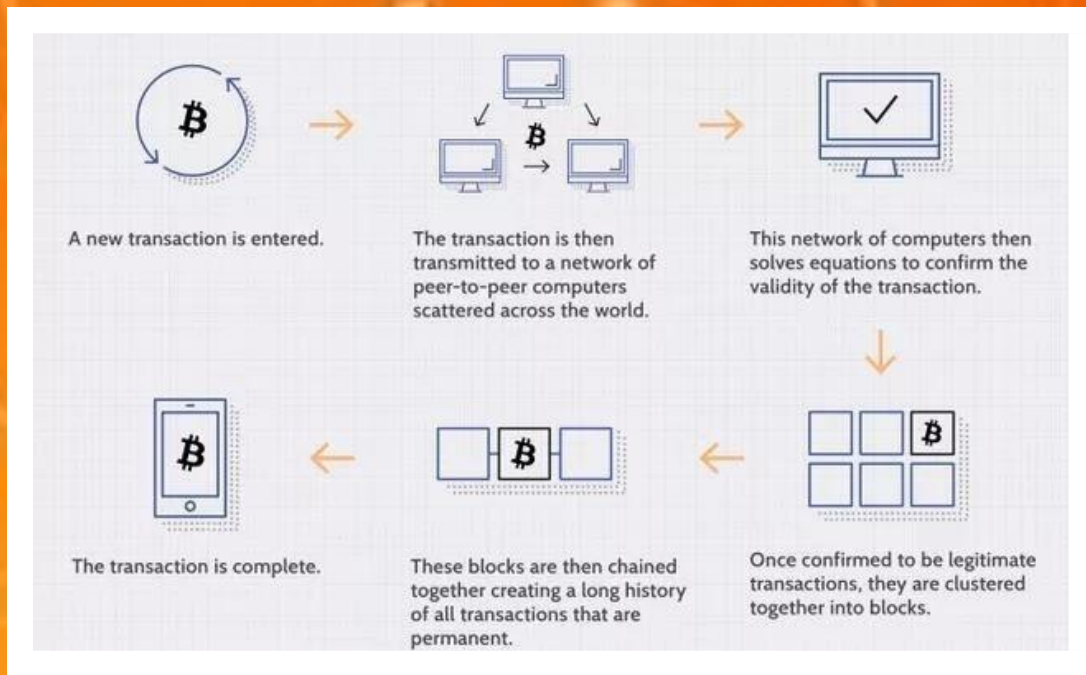 A new transaction is entered.
The transaction is then
transmitted to a network of
peer-to-peer computers
scattered across the world.
This network of computers then
solves equations to confirm the
validity of the transaction.
Once confirmed to be legitimate
transactions, they are clustered
together into blocks.
These blocks are then chained
together creating a long history
of all transactions that are
permanent.
The transaction is complete.